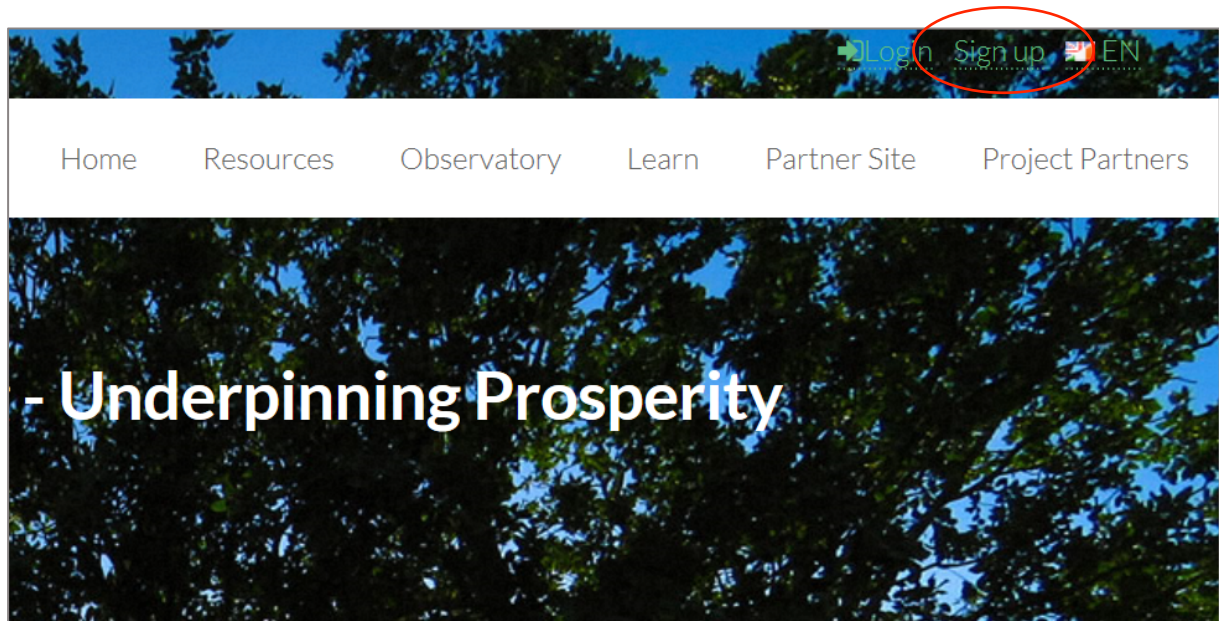 Login Sign up EN
Home Resources Observatory Learn Partner Site Project Partners
- Underpinning Prosperity